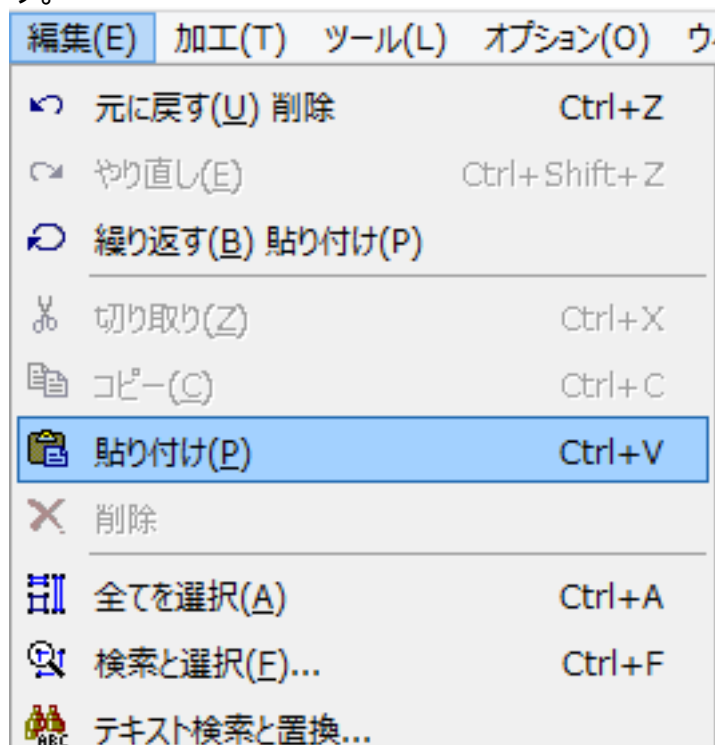 す。
編集(E) 加工(T) ツール(L) オプション(O)
元に戻す(U) 削除 Ctrl+Z
やり直し(E) Ctrl+Shift+Z
繰り返す(B) 貼り付け(P)
切り取り(Z) Ctrl+X
コピー(C) Ctrl+C
貼り付け(P) Ctrl+V
削除
全てを選択(A) Ctrl+A
検索と選択(F)... Ctrl+F
ABC テキスト検索と置換...